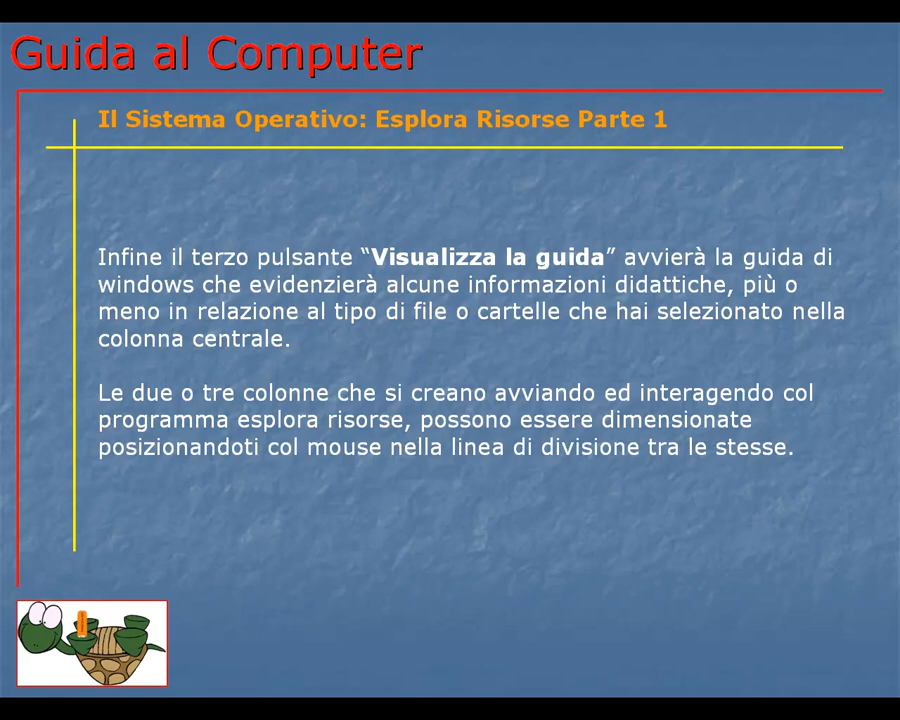 Guida al Computer
Il Sistema Operativo: Esplora Risorse Parte 1
Infine il terzo pulsante “Visualizza la guida” avvierà la guida di
windows che evidenzierà alcune informazioni didattiche, più o
meno in relazione al tipo di file o cartelle che hai selezionato nella
colonna centrale.
Le due o tre colonne che si creano avviando ed interagendo col
programma esplora risorse, possono essere dimensionate
posizionandoti col mouse nella linea di divisione tra le stesse.